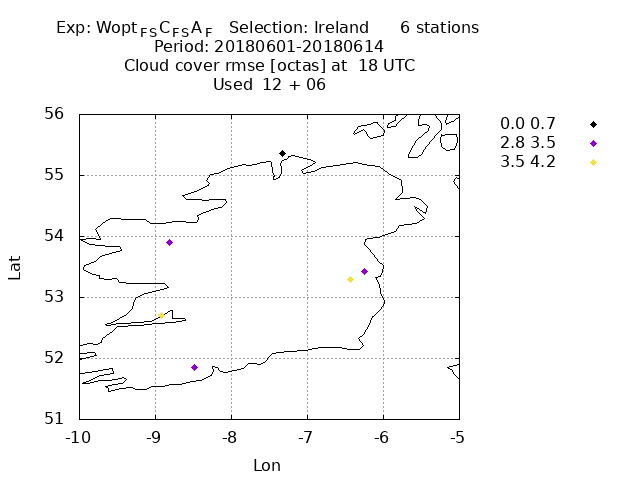 Exp: Wopt FS C FS A F Selection: Ireland 6 stations
Period: 20180601-20180614
Cloud cover rmse [octas] at 18 UTC
Used 12 + 06
0.0 0.7
2.8 3.5
3.5 4.2
56
55
54
53
52
51
Lat
-10 -9 -8 -7 -6 -5
Lon